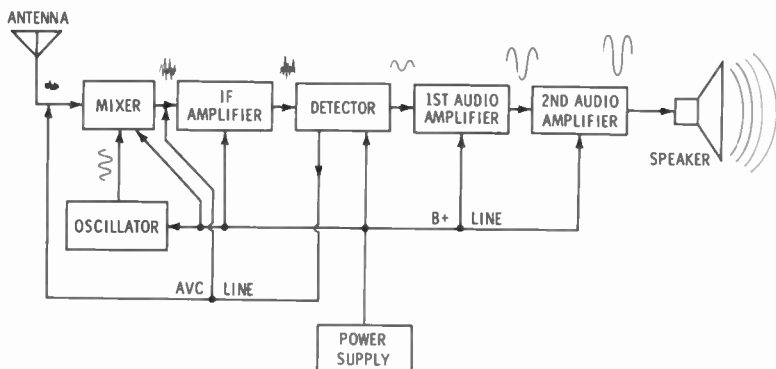 ANTENNA
MIXER
IF
AMPLIFIER
DETECTOR
1ST AUDIO
AMPLIFIER
2ND AUDIO
AMPLIFIER
SPEAKER
OSCILLATOR
B+ LINE
AVC LINE
POWER
SUPPLY